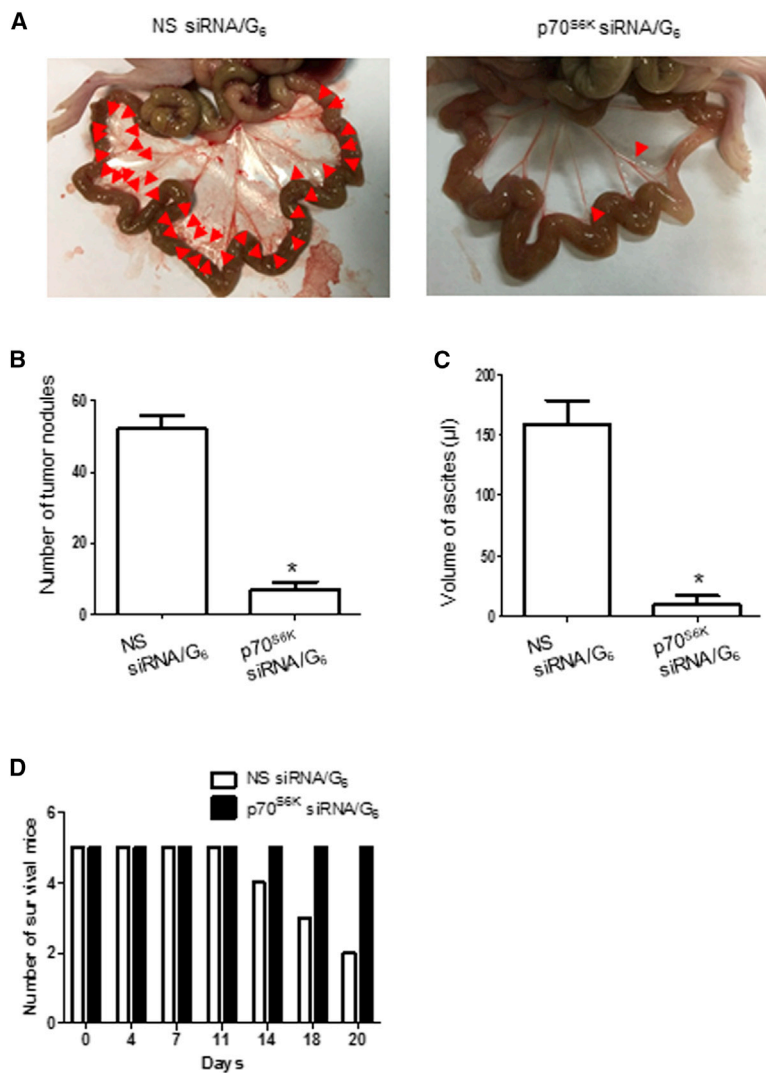 A
NS siRNA/G₆
p70ˢ⁶ᴷ siRNA/G₆
B
Number of tumor nodules
60
40
20
0
NS
siRNA/G₆
p70ˢ⁶ᴷ
siRNA/G₆
*
C
Volume of ascites (µl)
200
150
100
50
0
NS
siRNA/G₆
p70ˢ⁶ᴷ
siRNA/G₆
*
D
NS siRNA/G₆
p70ˢ⁶ᴷ siRNA/G₆
Number of survival mice
6
4
2
0
0 4 7 11 14 18 20
Days